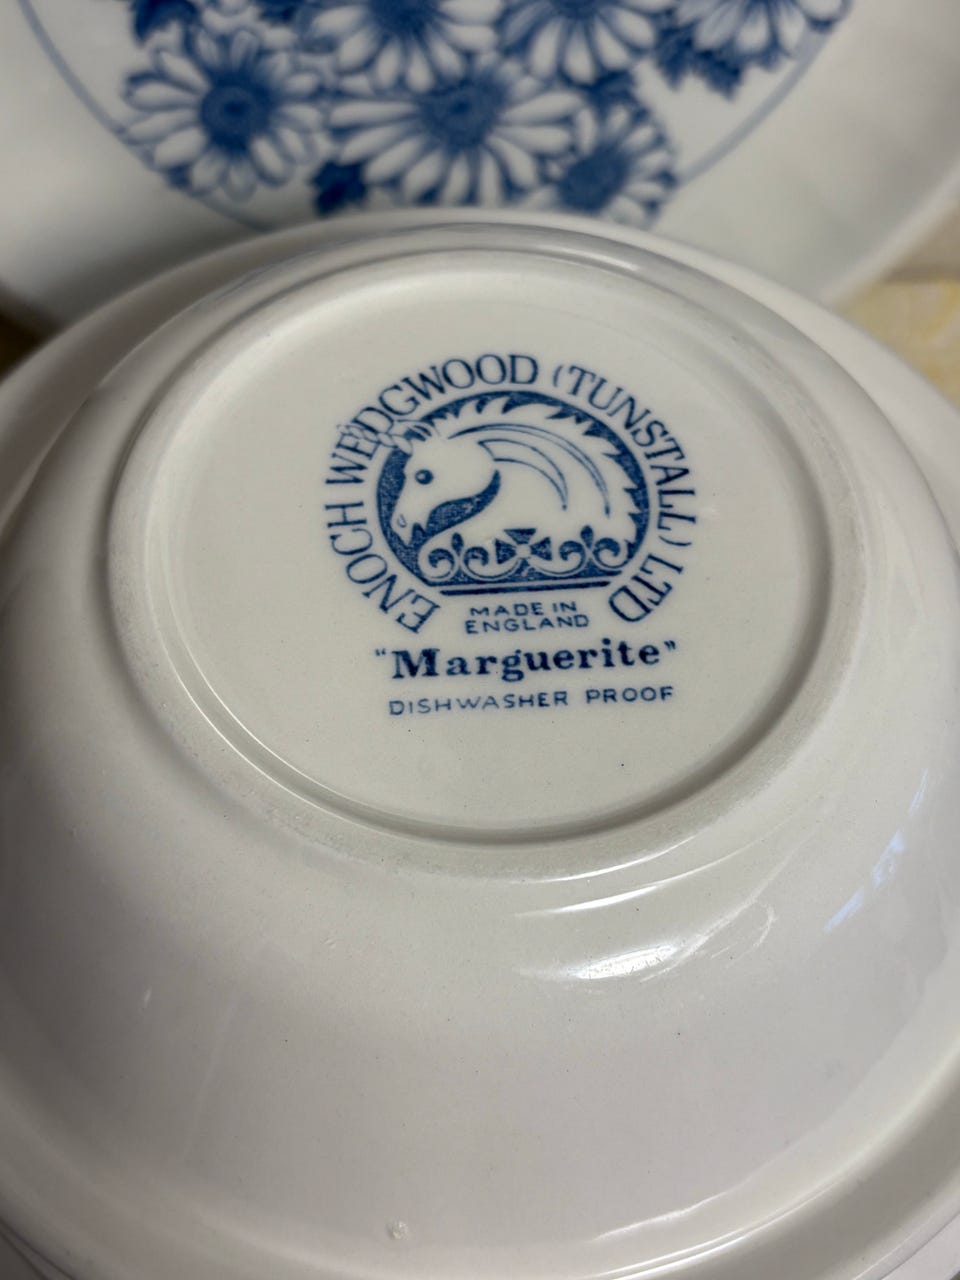 ENOCH WEDGWOOD (TUNSTALL) LTD
MADE IN
ENGLAND
"Marguerite"
DISHWASHER PROOF